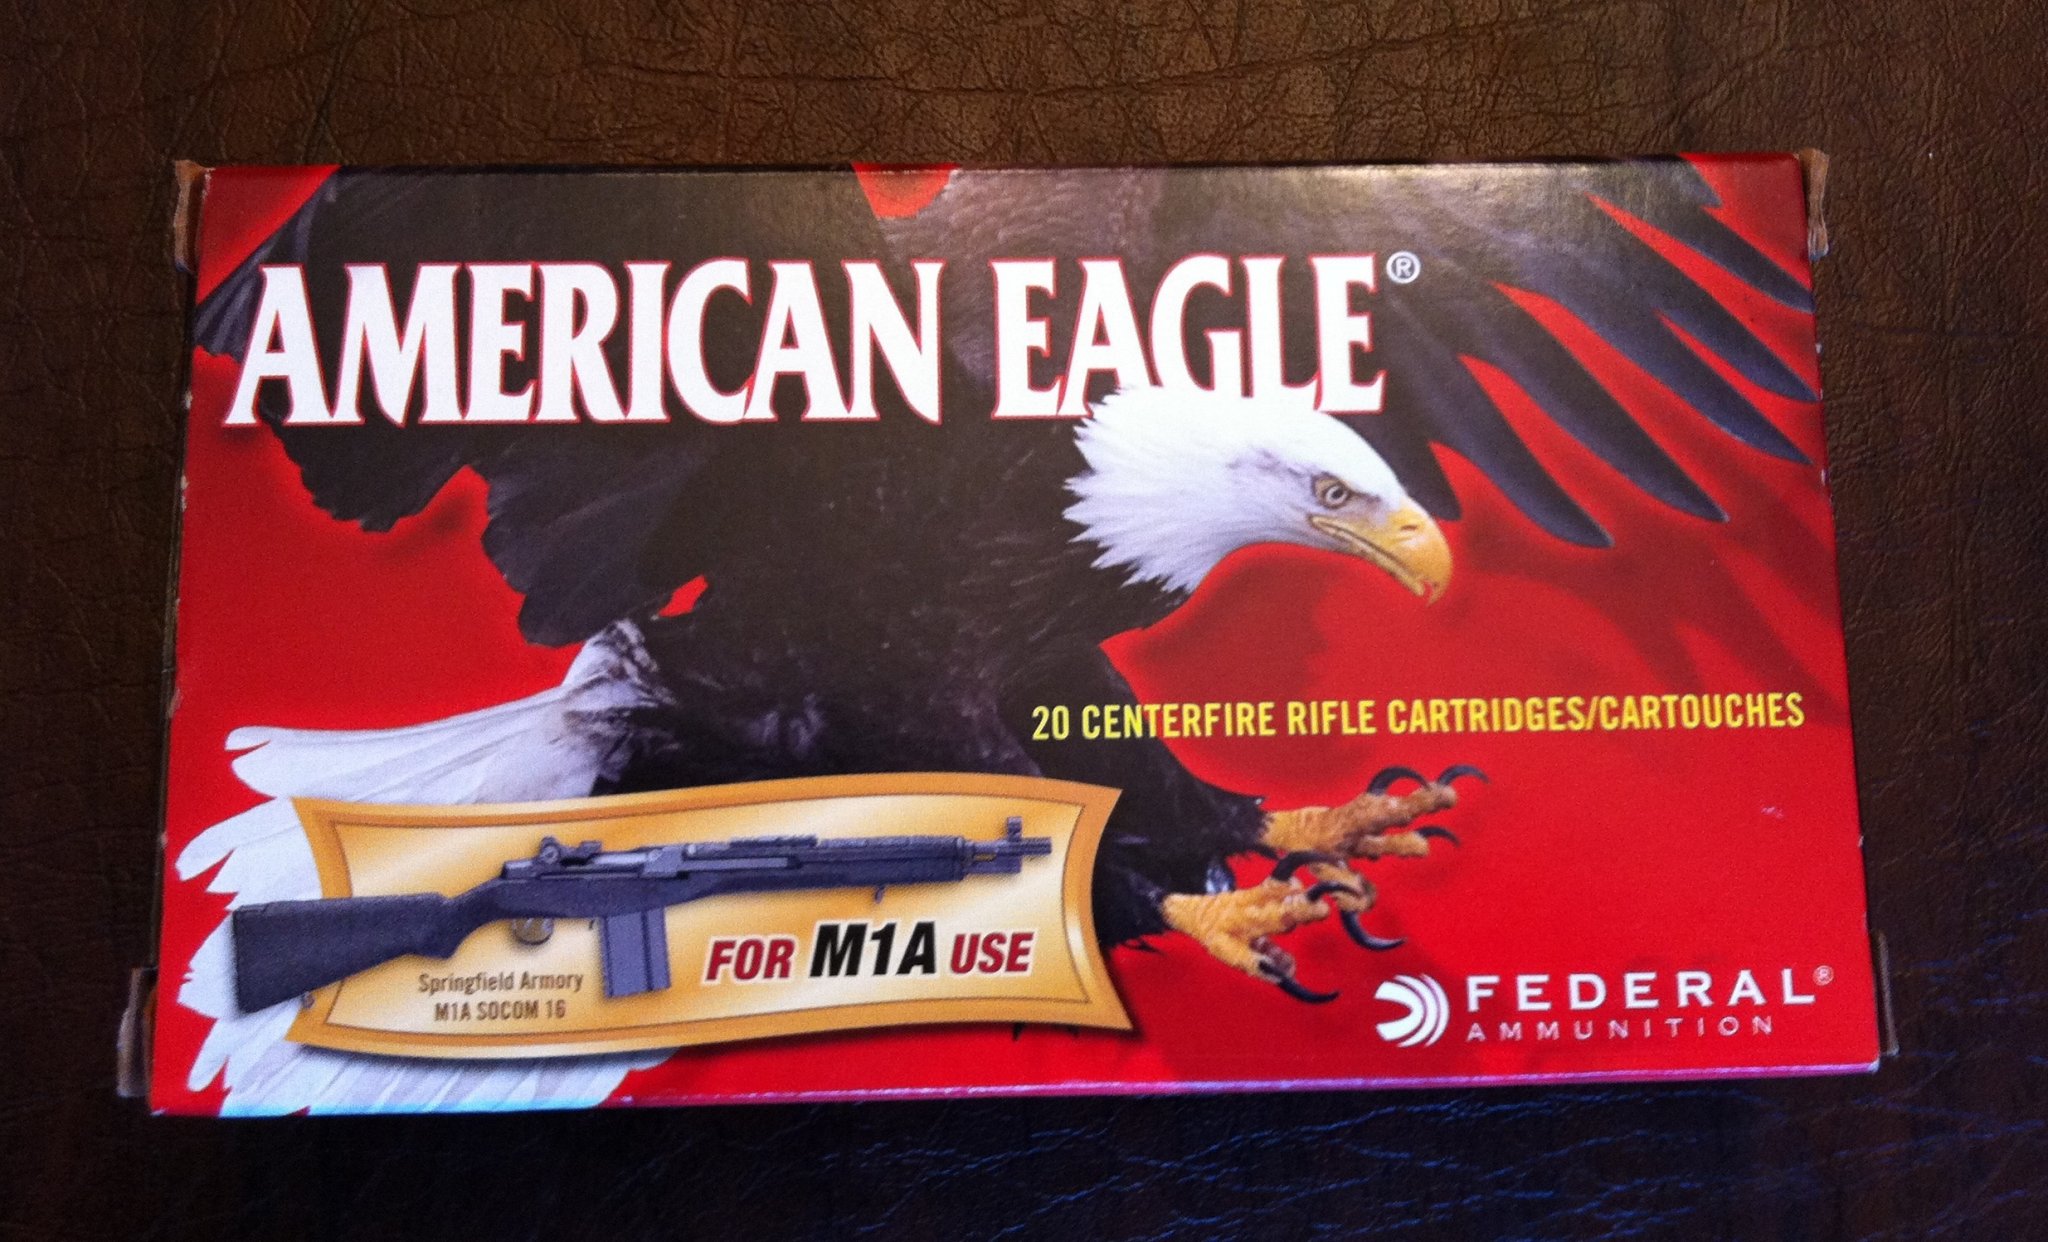 AMERICAN EAGLE®
20 CENTERFIRE RIFLE CARTRIDGES/CARTOUCHES
FOR M1A USE
Springfield Armory
M1A SOCOM 16
FEDERAL®
AMMUNITION